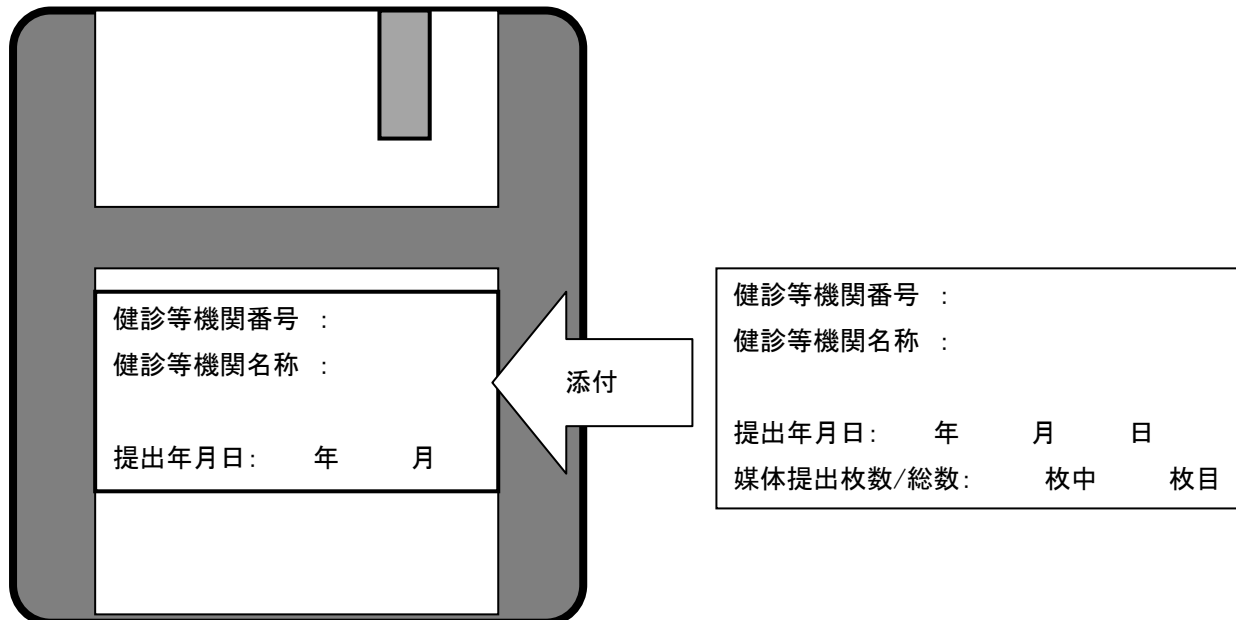 健診等機関番号 :
健診等機関名称 :
提出年月日: 年 月
添付
健診等機関番号 :
健診等機関名称 :
提出年月日: 年 月 日
媒体提出枚数/総数: 枚中 枚目